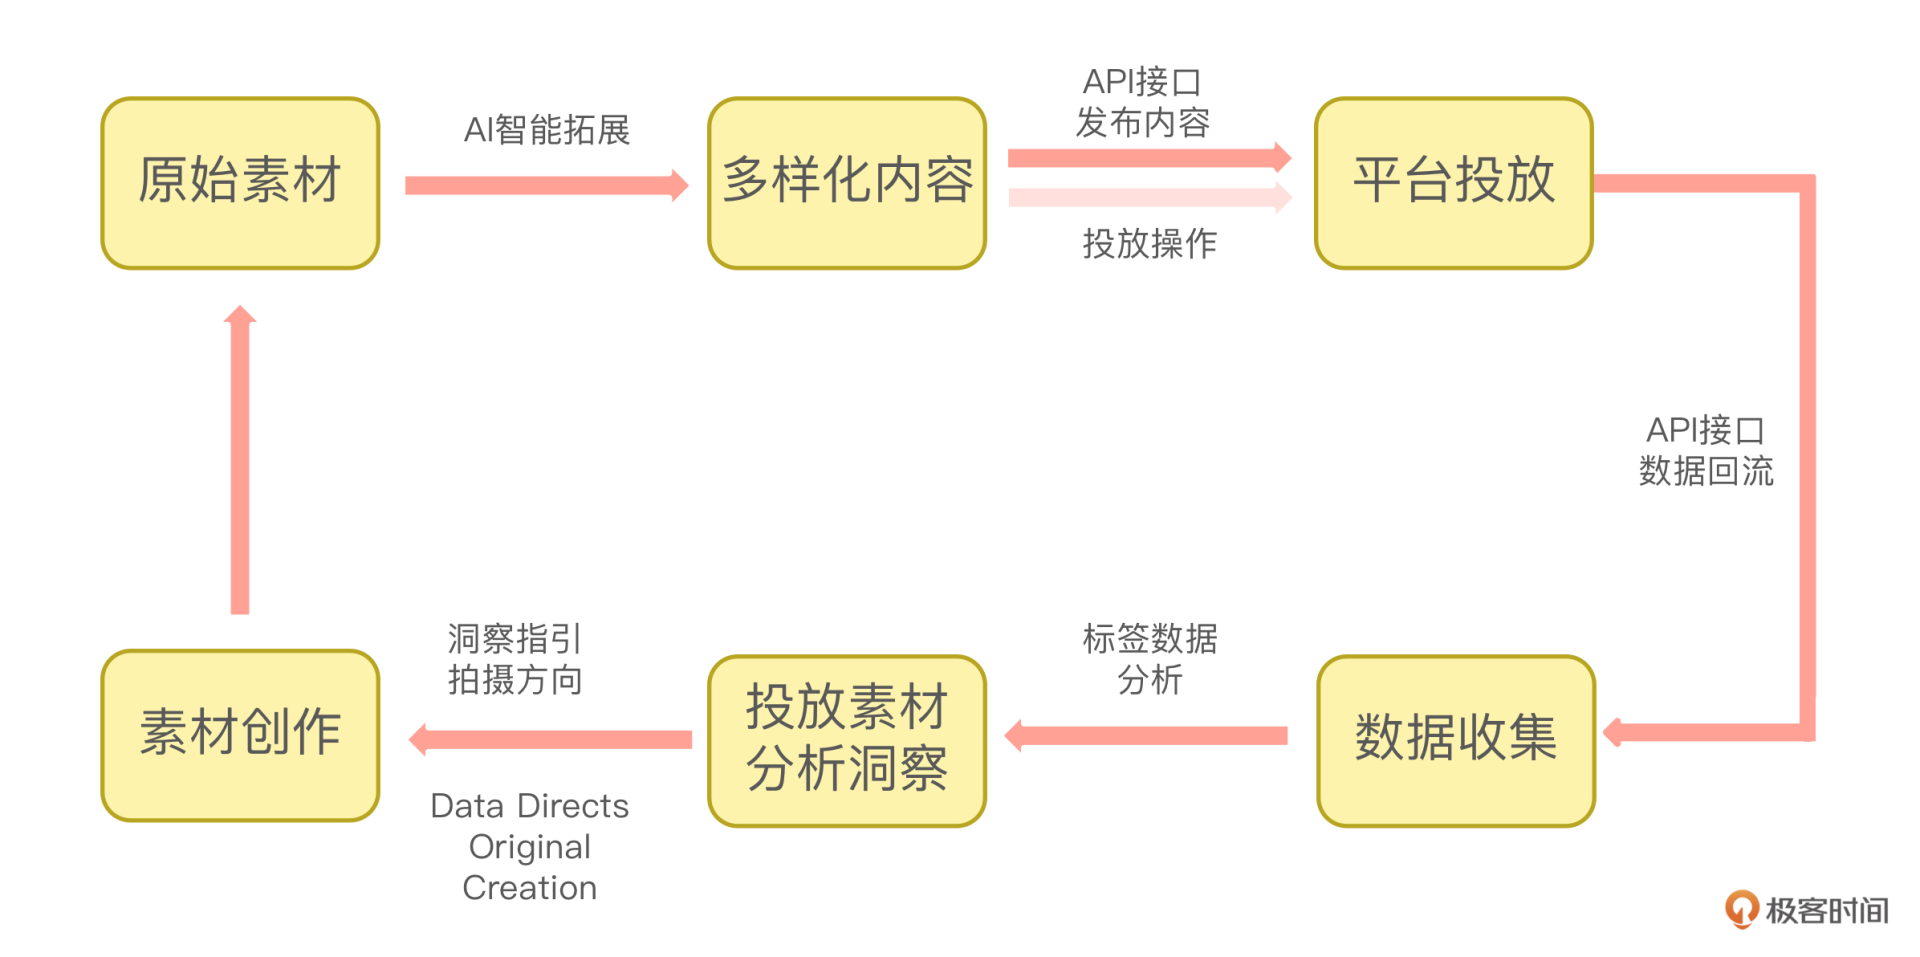 原始素材
AI智能拓展
多样化内容
API接口
发布内容
投放操作
平台投放
API接口
数据回流
数据收集
标签数据
分析
投放素材
分析洞察
洞察指引
拍摄方向
Data Directs
Original
Creation
素材创作
极客时间